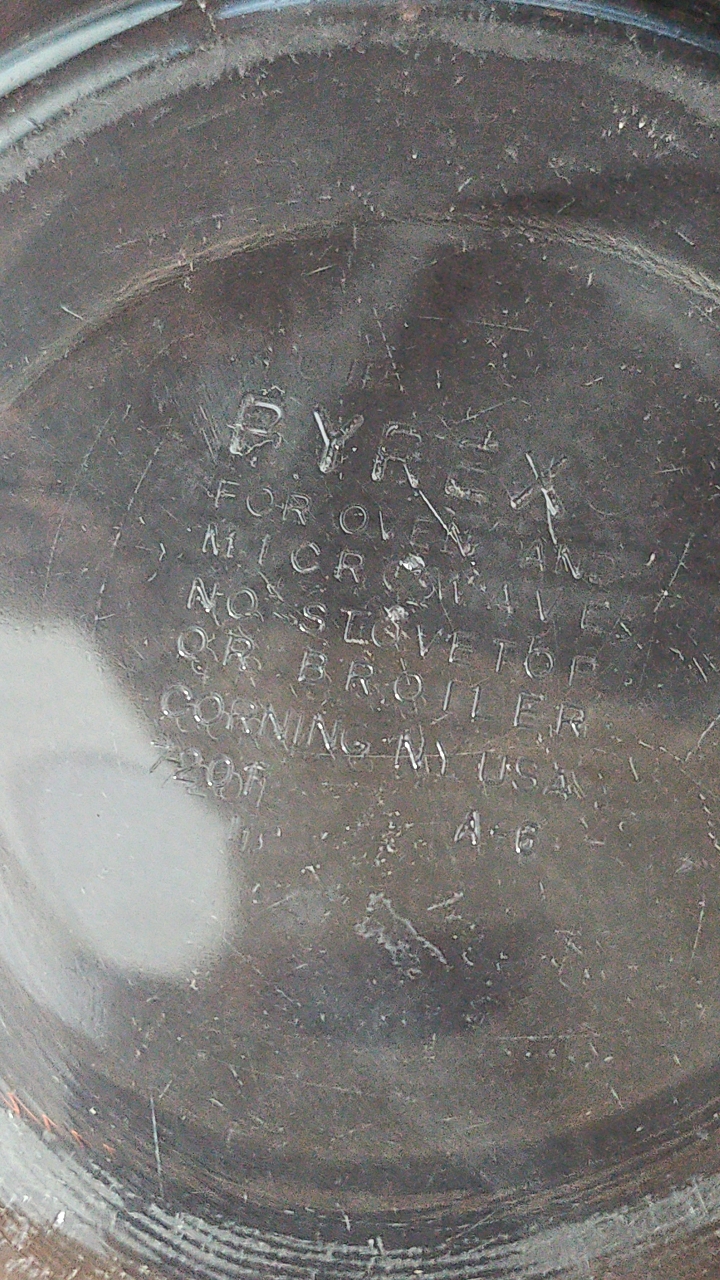 PYREX
FOR OVEN AND
MICROWAVE
NO STOVETOP
OR BROILER
CORNING NY USA
A-6